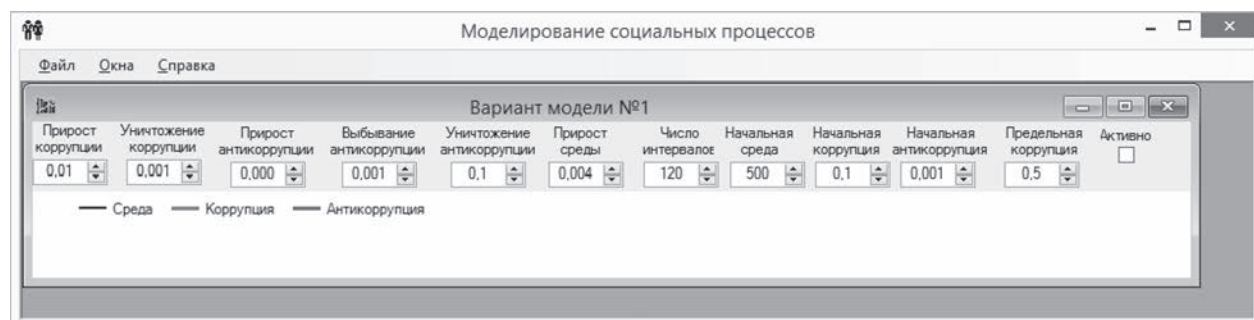 Моделирование социальных процессов
Файл Окна Справка
Вариант модели №1
Прирост коррупции Уничтожение коррупции Прирост антикоррупции Выбывание антикоррупции Уничтожение антикоррупции Прирост среды Число интервалов Начальная среда Начальная коррупция Начальная антикоррупция Предельная коррупция Активно
0,01 0,001 0,000 0,001 0,1 0,004 120 500 0,1 0,001 0,5
Среда Коррупция Антикоррупция